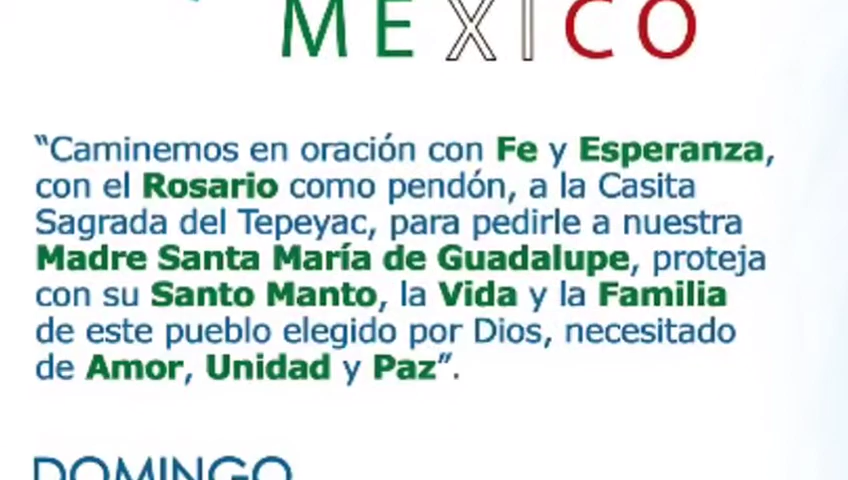 MÉXICO
“Caminemos en oración con Fe y Esperanza,
con el Rosario como pendón, a la Casita
Sagrada del Tepeyac, para pedirle a nuestra
Madre Santa María de Guadalupe, proteja
con su Santo Manto, la Vida y la Familia
de este pueblo elegido por Dios, necesitado
de Amor, Unidad y Paz”.
DOMINGO